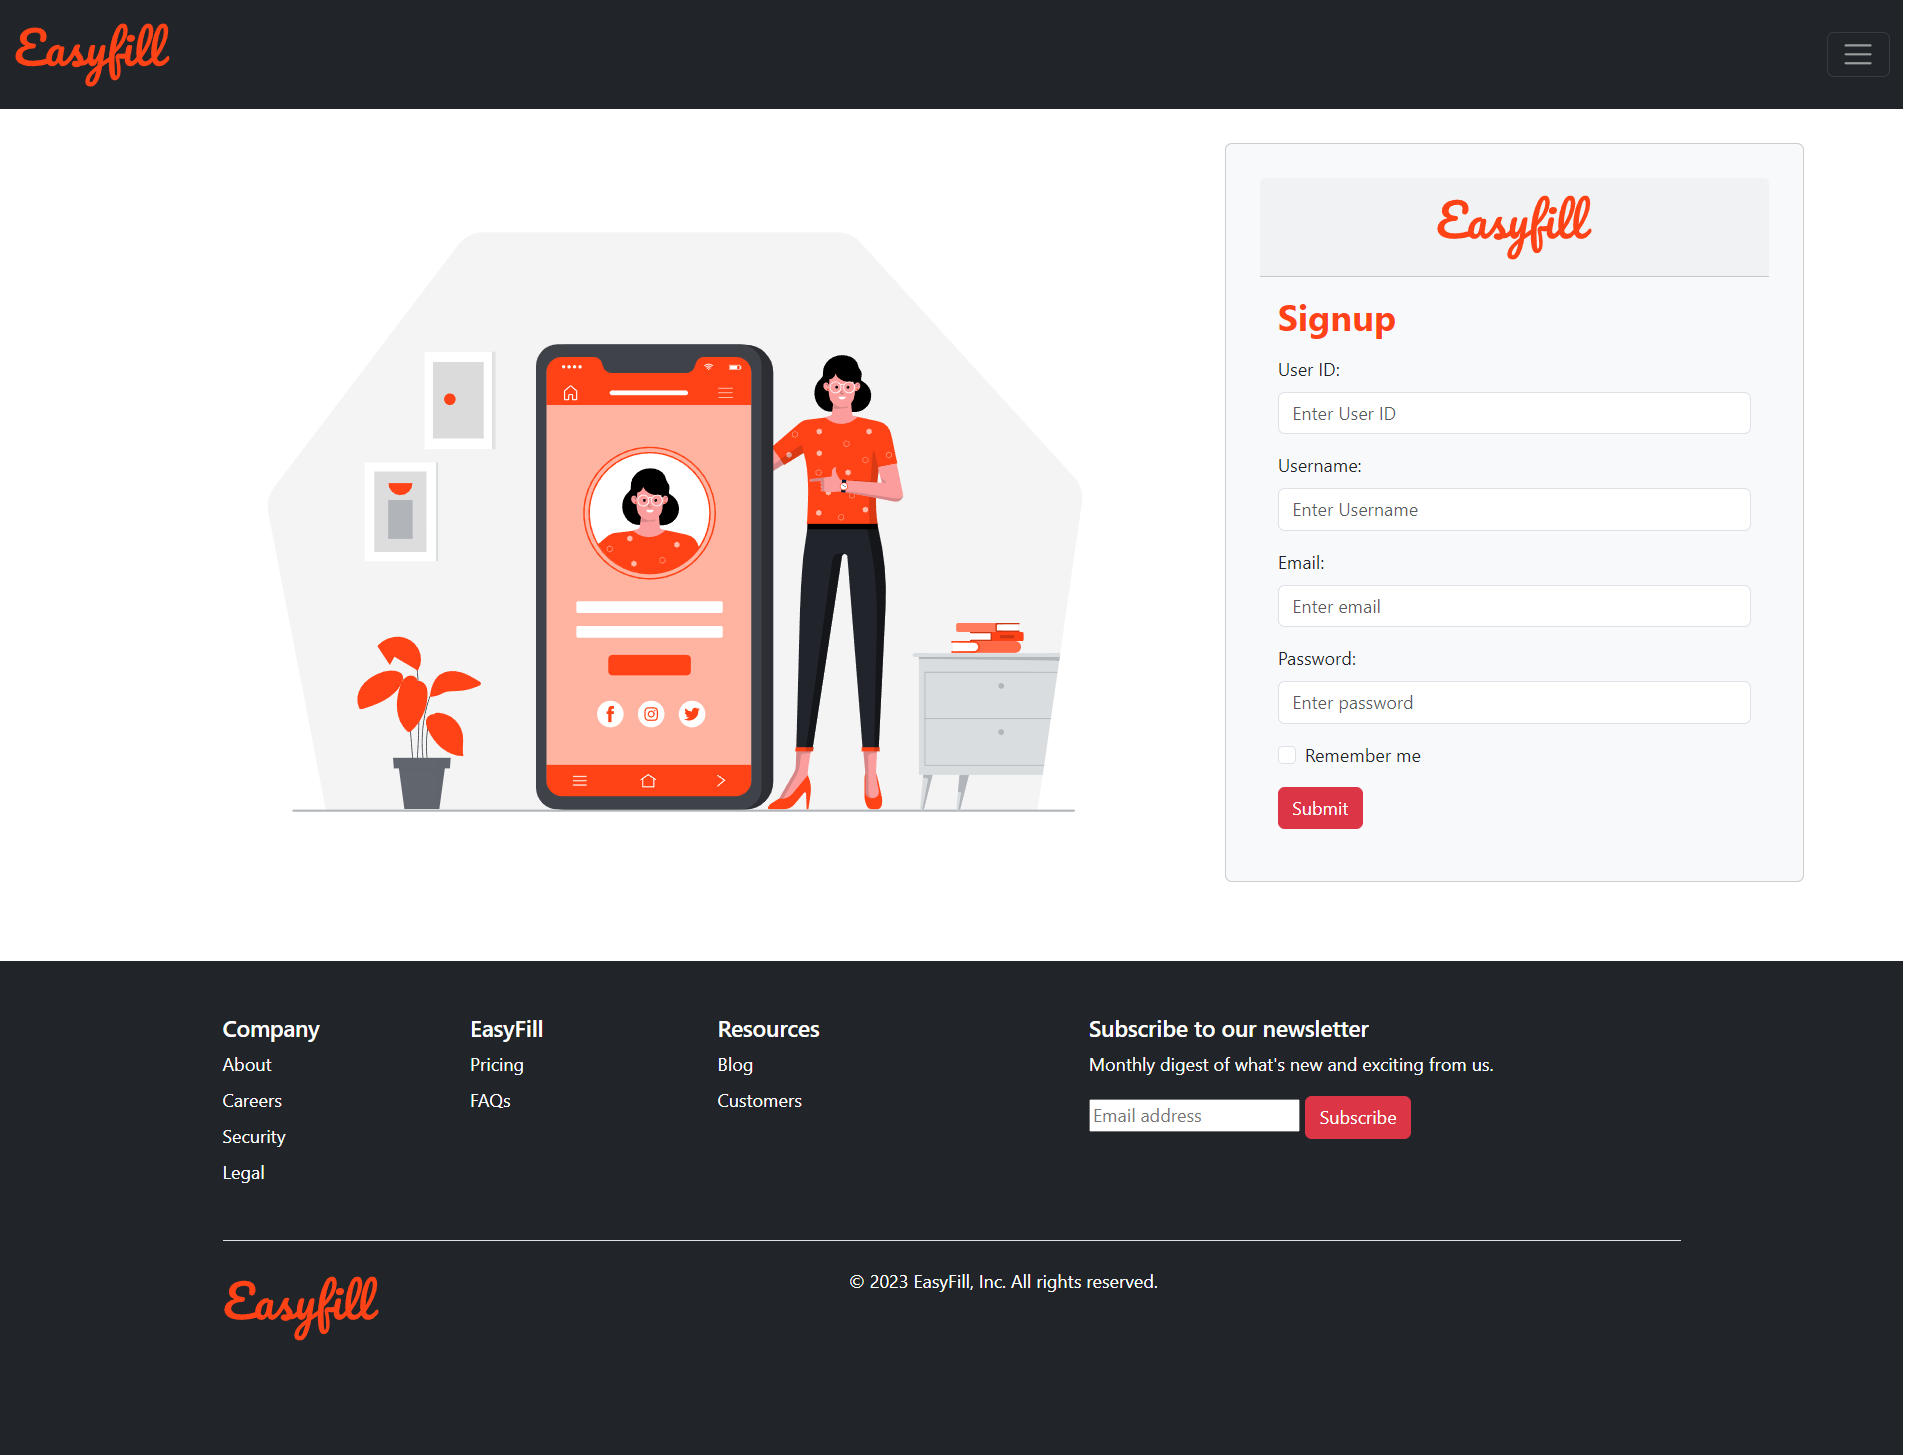 Easyfill
Easyfill
Signup
User ID:
Enter User ID
Username:
Enter Username
Email:
Enter email
Password:
Enter password
Remember me
Submit
Company
About
Careers
Security
Legal
EasyFill
Pricing
FAQs
Resources
Blog
Customers
Subscribe to our newsletter
Monthly digest of what's new and exciting from us.
Email address
Subscribe
Easyfill
© 2023 EasyFill, Inc. All rights reserved.